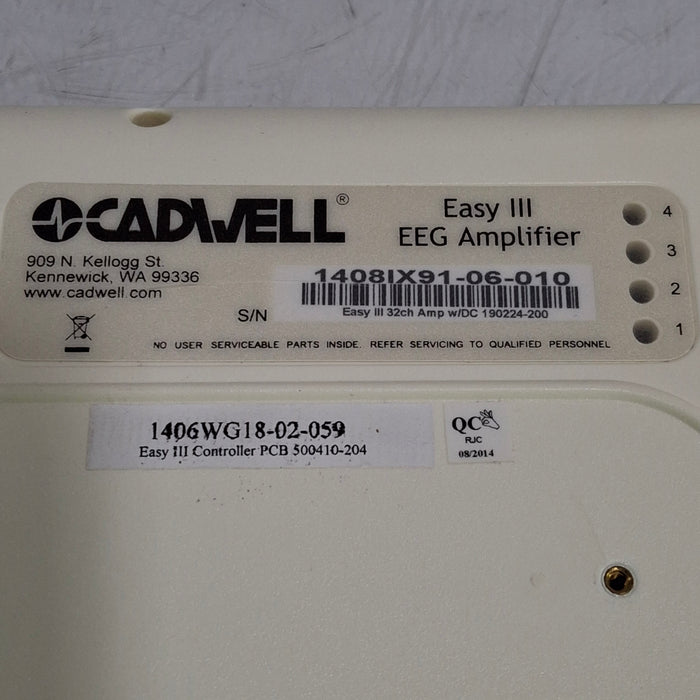 CADWELL®
Easy III
EEG Amplifier
909 N. Kellogg St.
Kennewick, WA 99336
www.cadwell.com
S/N
1408IX91-06-010
Easy III 32ch Amp w/DC 190224-200
NO USER SERVICEABLE PARTS INSIDE. REFER SERVICING TO QUALIFIED PERSONNEL
4
3
2
1
1406WG18-02-059
Easy III Controller PCB 500410-204
QC
RJC
08/2014